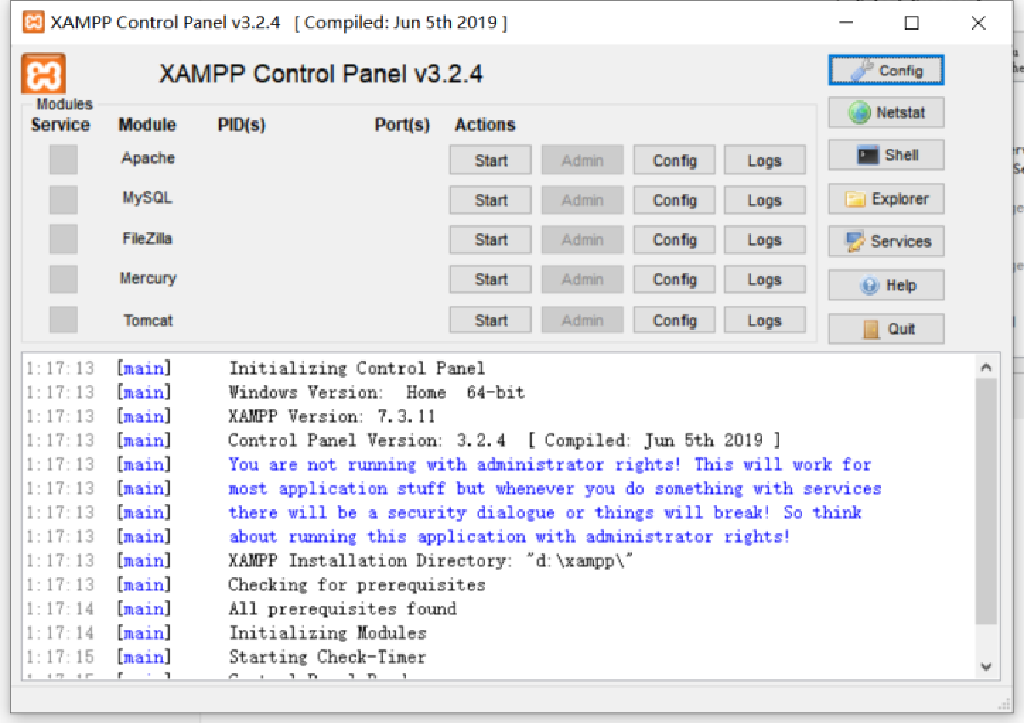 XAMPP Control Panel v3.2.4 [ Compiled: Jun 5th 2019 ]
XAMPP Control Panel v3.2.4
Config
Modules
Service Module PID(s) Port(s) Actions
Netstat
Apache Start Admin Config Logs
Shell
MySQL Start Admin Config Logs
Explorer
FileZilla Start Admin Config Logs
Services
Mercury Start Admin Config Logs
Help
Tomcat Start Admin Config Logs
Quit
1:17:13 [main] Initializing Control Panel
1:17:13 [main] Windows Version: Home 64-bit
1:17:13 [main] XAMPP Version: 7.3.11
1:17:13 [main] Control Panel Version: 3.2.4 [ Compiled: Jun 5th 2019 ]
1:17:13 [main] You are not running with administrator rights! This will work for
1:17:13 [main] most application stuff but whenever you do something with services
1:17:13 [main] there will be a security dialogue or things will break! So think
1:17:13 [main] about running this application with administrator rights!
1:17:13 [main] XAMPP Installation Directory: "d:\xampp\"
1:17:13 [main] Checking for prerequisites
1:17:14 [main] All prerequisites found
1:17:14 [main] Initializing Modules
1:17:15 [main] Starting Check-Timer